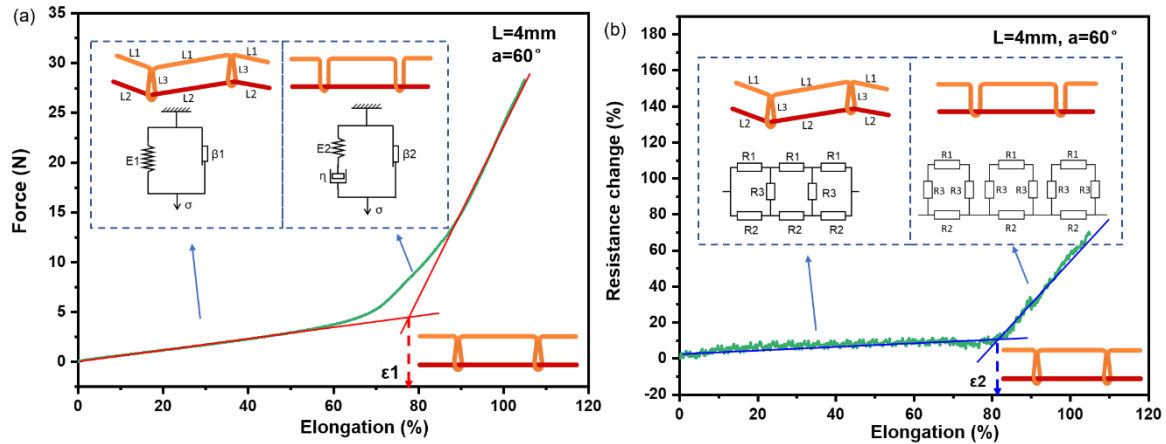 (a)
L=4mm
a=60°
L1
L1
L1
L3
L3
L2
L2
L2
E1
β1
σ
E2
η
β2
σ
ε1
Force (N)
35
30
25
20
15
10
5
0
0
20
40
60
80
100
120
Elongation (%)
(b)
L=4mm, a=60°
L1
L1
L1
L3
L3
L2
L2
L2
R1
R1
R1
R3
R3
R2
R2
R2
R1
R1
R1
R3
R3
R3
R3
R3
R3
R2
R2
R2
ε2
Resistance change (%)
180
160
140
120
100
80
60
40
20
0
-20
0
20
40
60
80
100
120
Elongation (%)